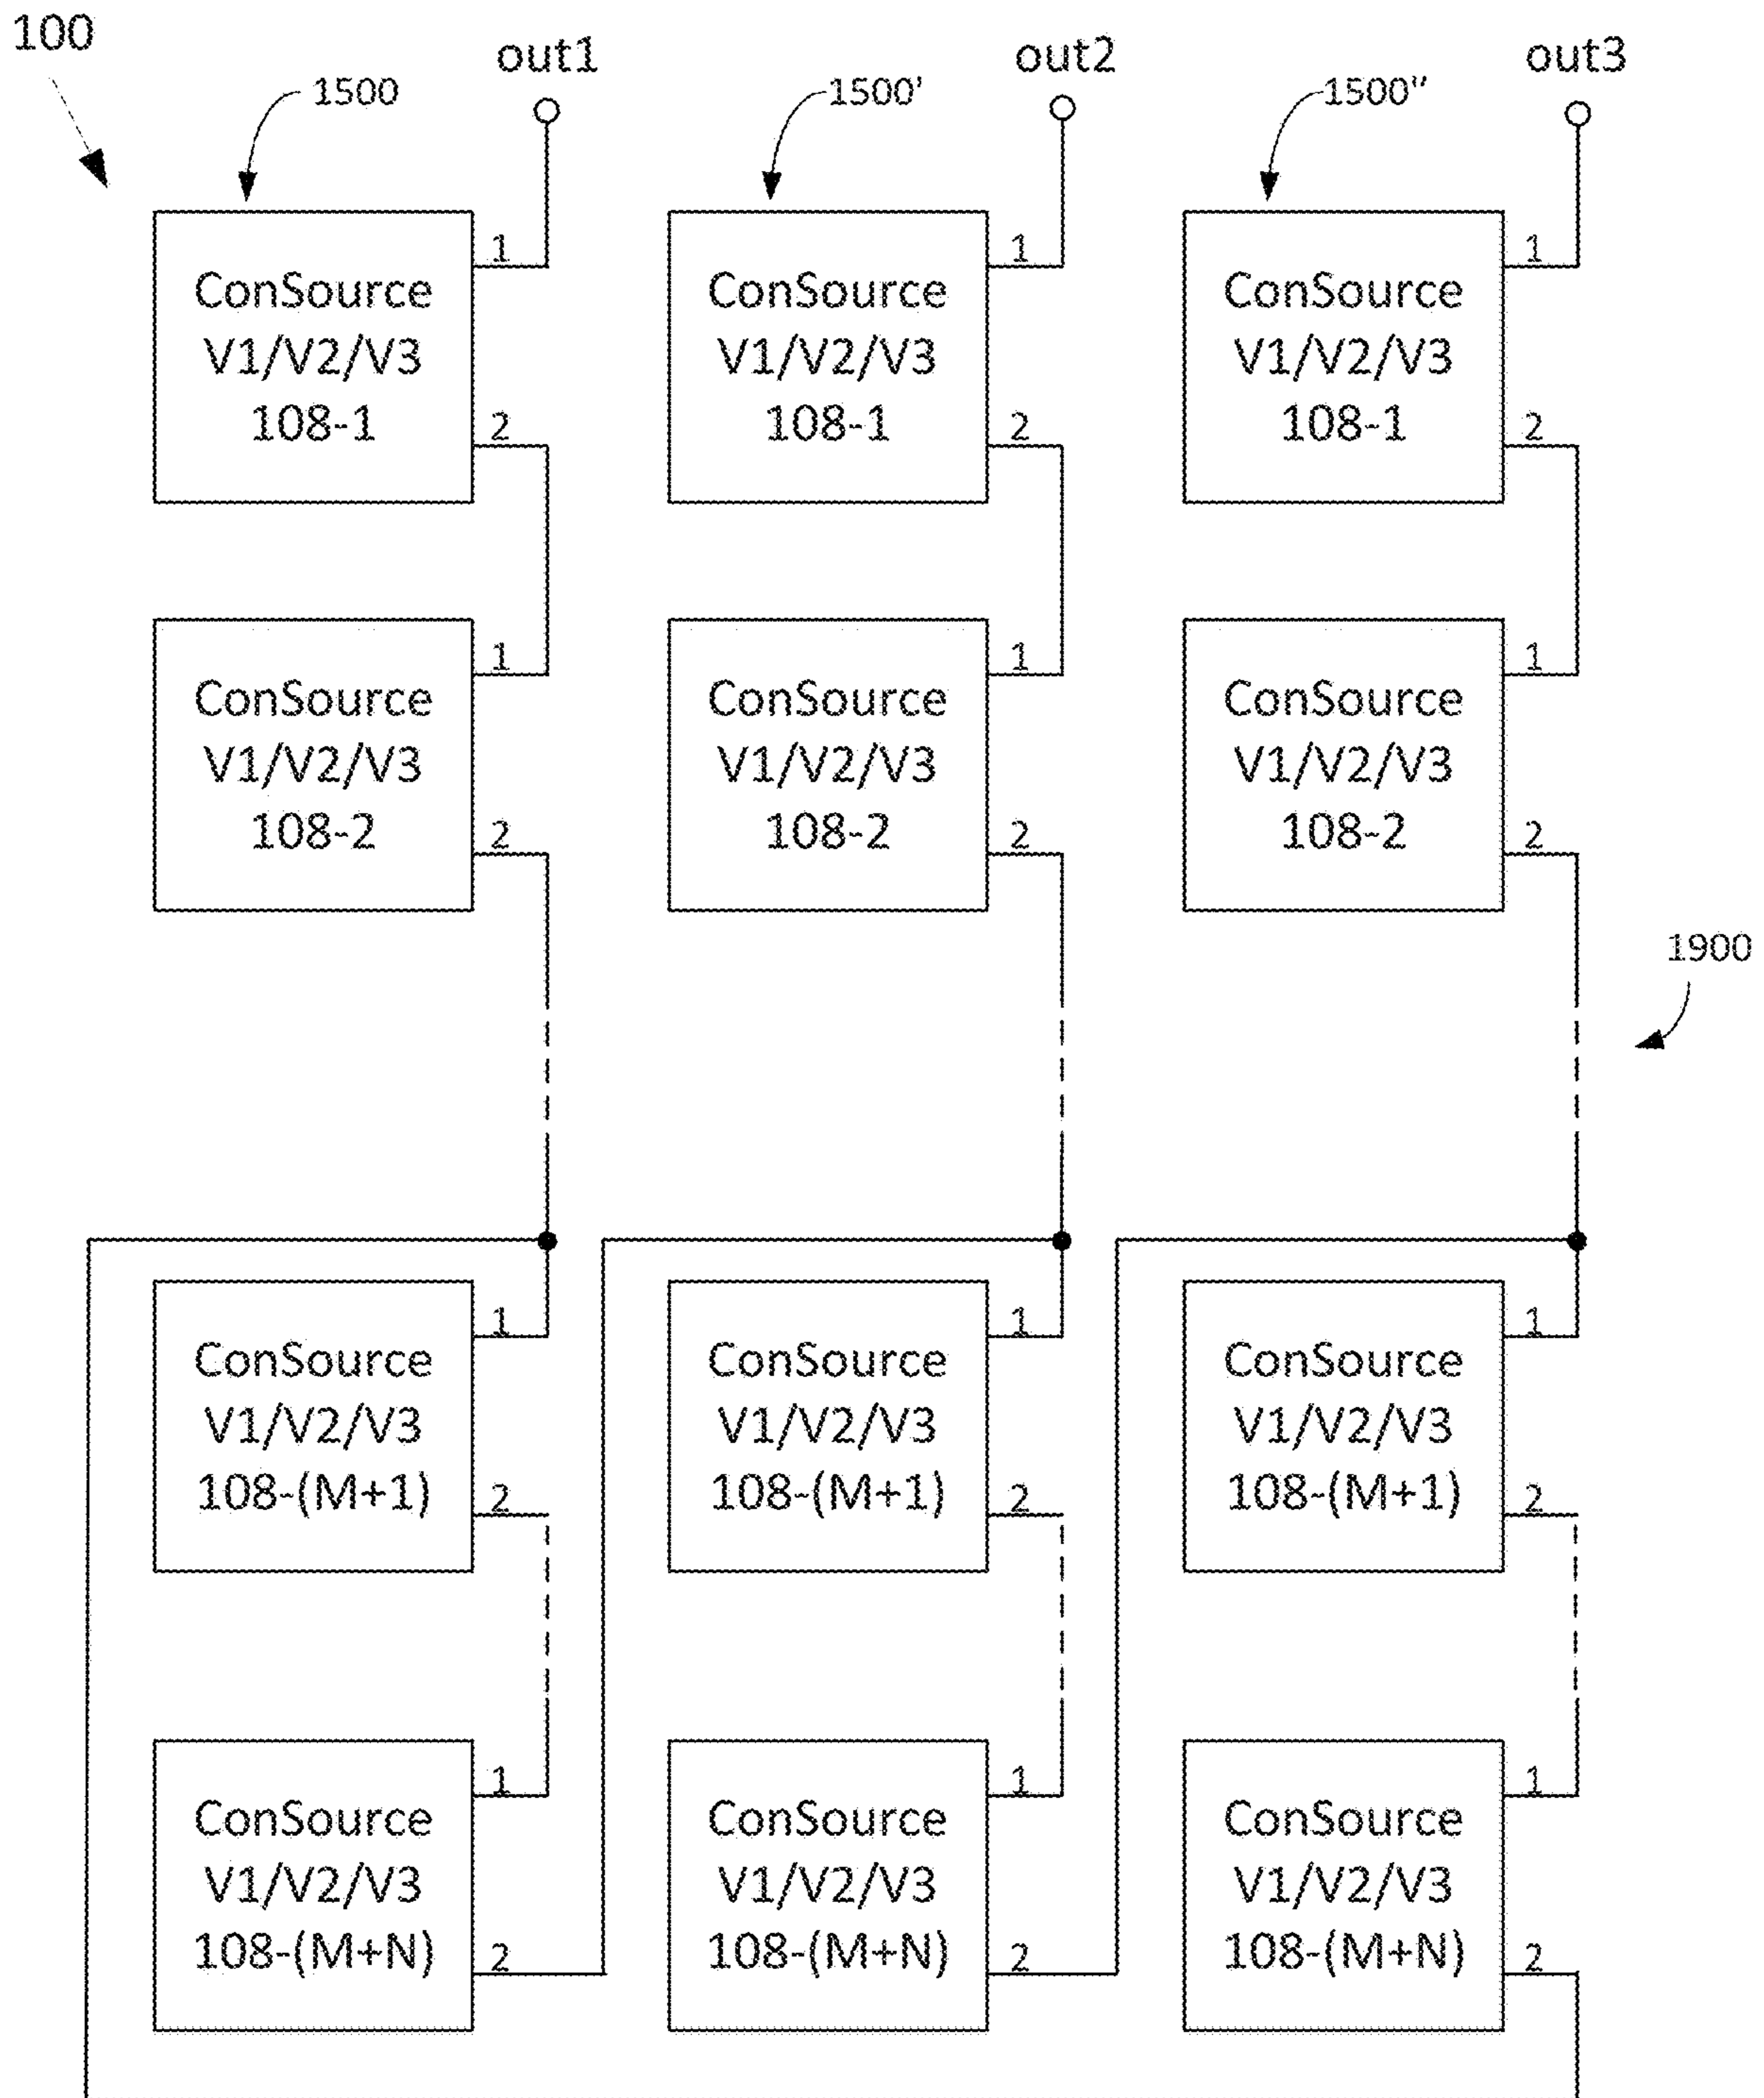 100
1500
out1
1500'
out2
1500"
out3
ConSource
V1/V2/V3
108-1
1
2
ConSource
V1/V2/V3
108-1
1
2
ConSource
V1/V2/V3
108-1
1
2
ConSource
V1/V2/V3
108-2
1
2
ConSource
V1/V2/V3
108-2
1
2
ConSource
V1/V2/V3
108-2
1
2
1900
ConSource
V1/V2/V3
108-(M+1)
1
2
ConSource
V1/V2/V3
108-(M+1)
1
2
ConSource
V1/V2/V3
108-(M+1)
1
2
ConSource
V1/V2/V3
108-(M+N)
1
2
ConSource
V1/V2/V3
108-(M+N)
1
2
ConSource
V1/V2/V3
108-(M+N)
1
2